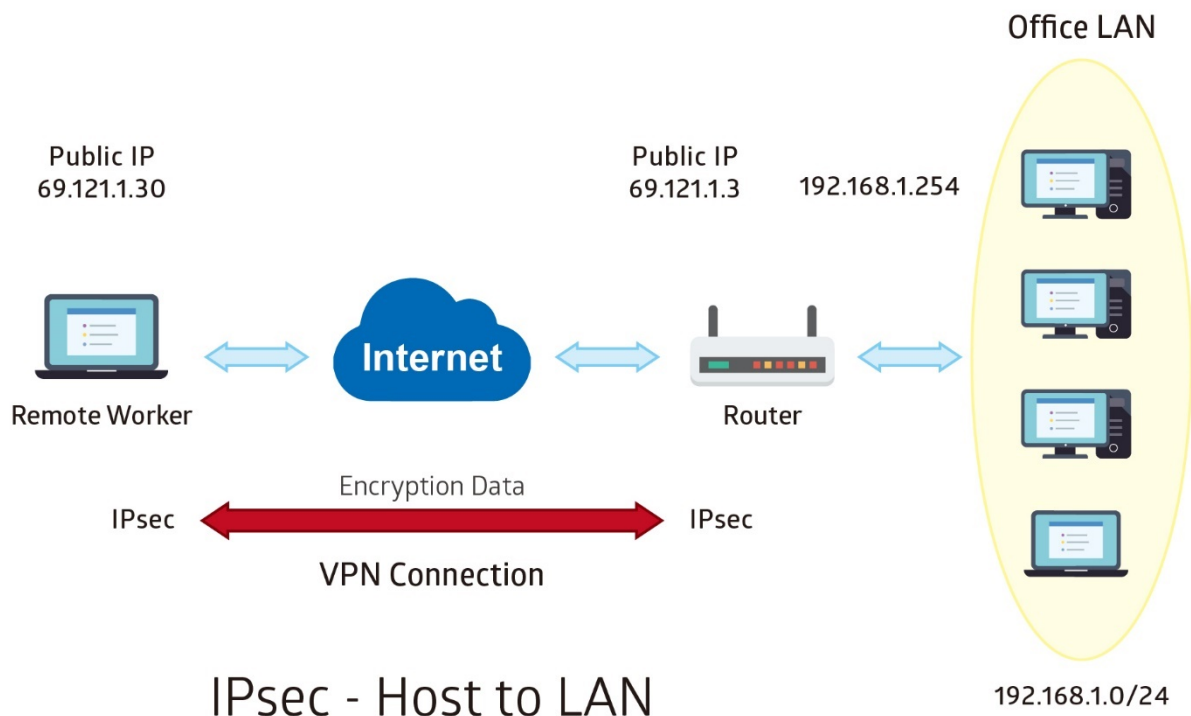 Office LAN
Public IP
69.121.1.30
Public IP
69.121.1.3
192.168.1.254
Internet
Remote Worker
Router
Encryption Data
IPsec
IPsec
VPN Connection
IPsec - Host to LAN
192.168.1.0/24